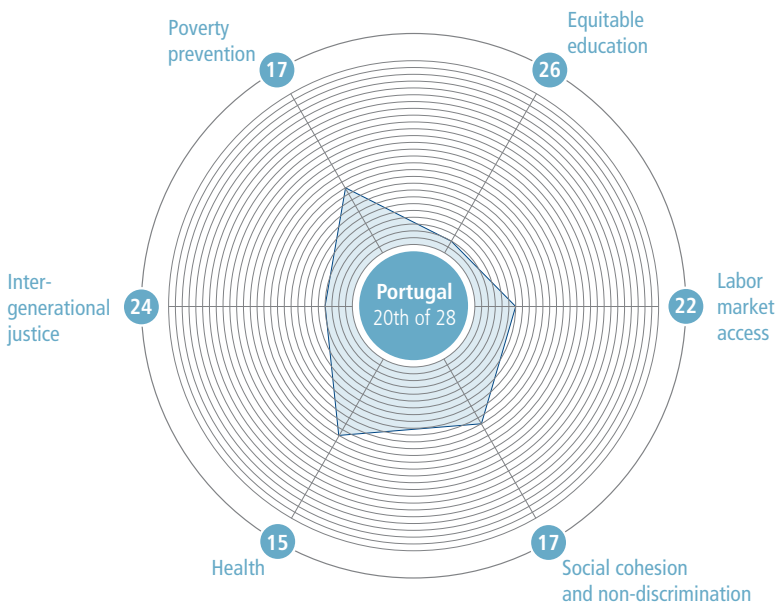 Poverty
prevention
17
Equitable
education
26
Inter-
generational
justice
24
Portugal
20th of 28
22
Labor
market
access
15
Health
17
Social cohesion
and non-discrimination